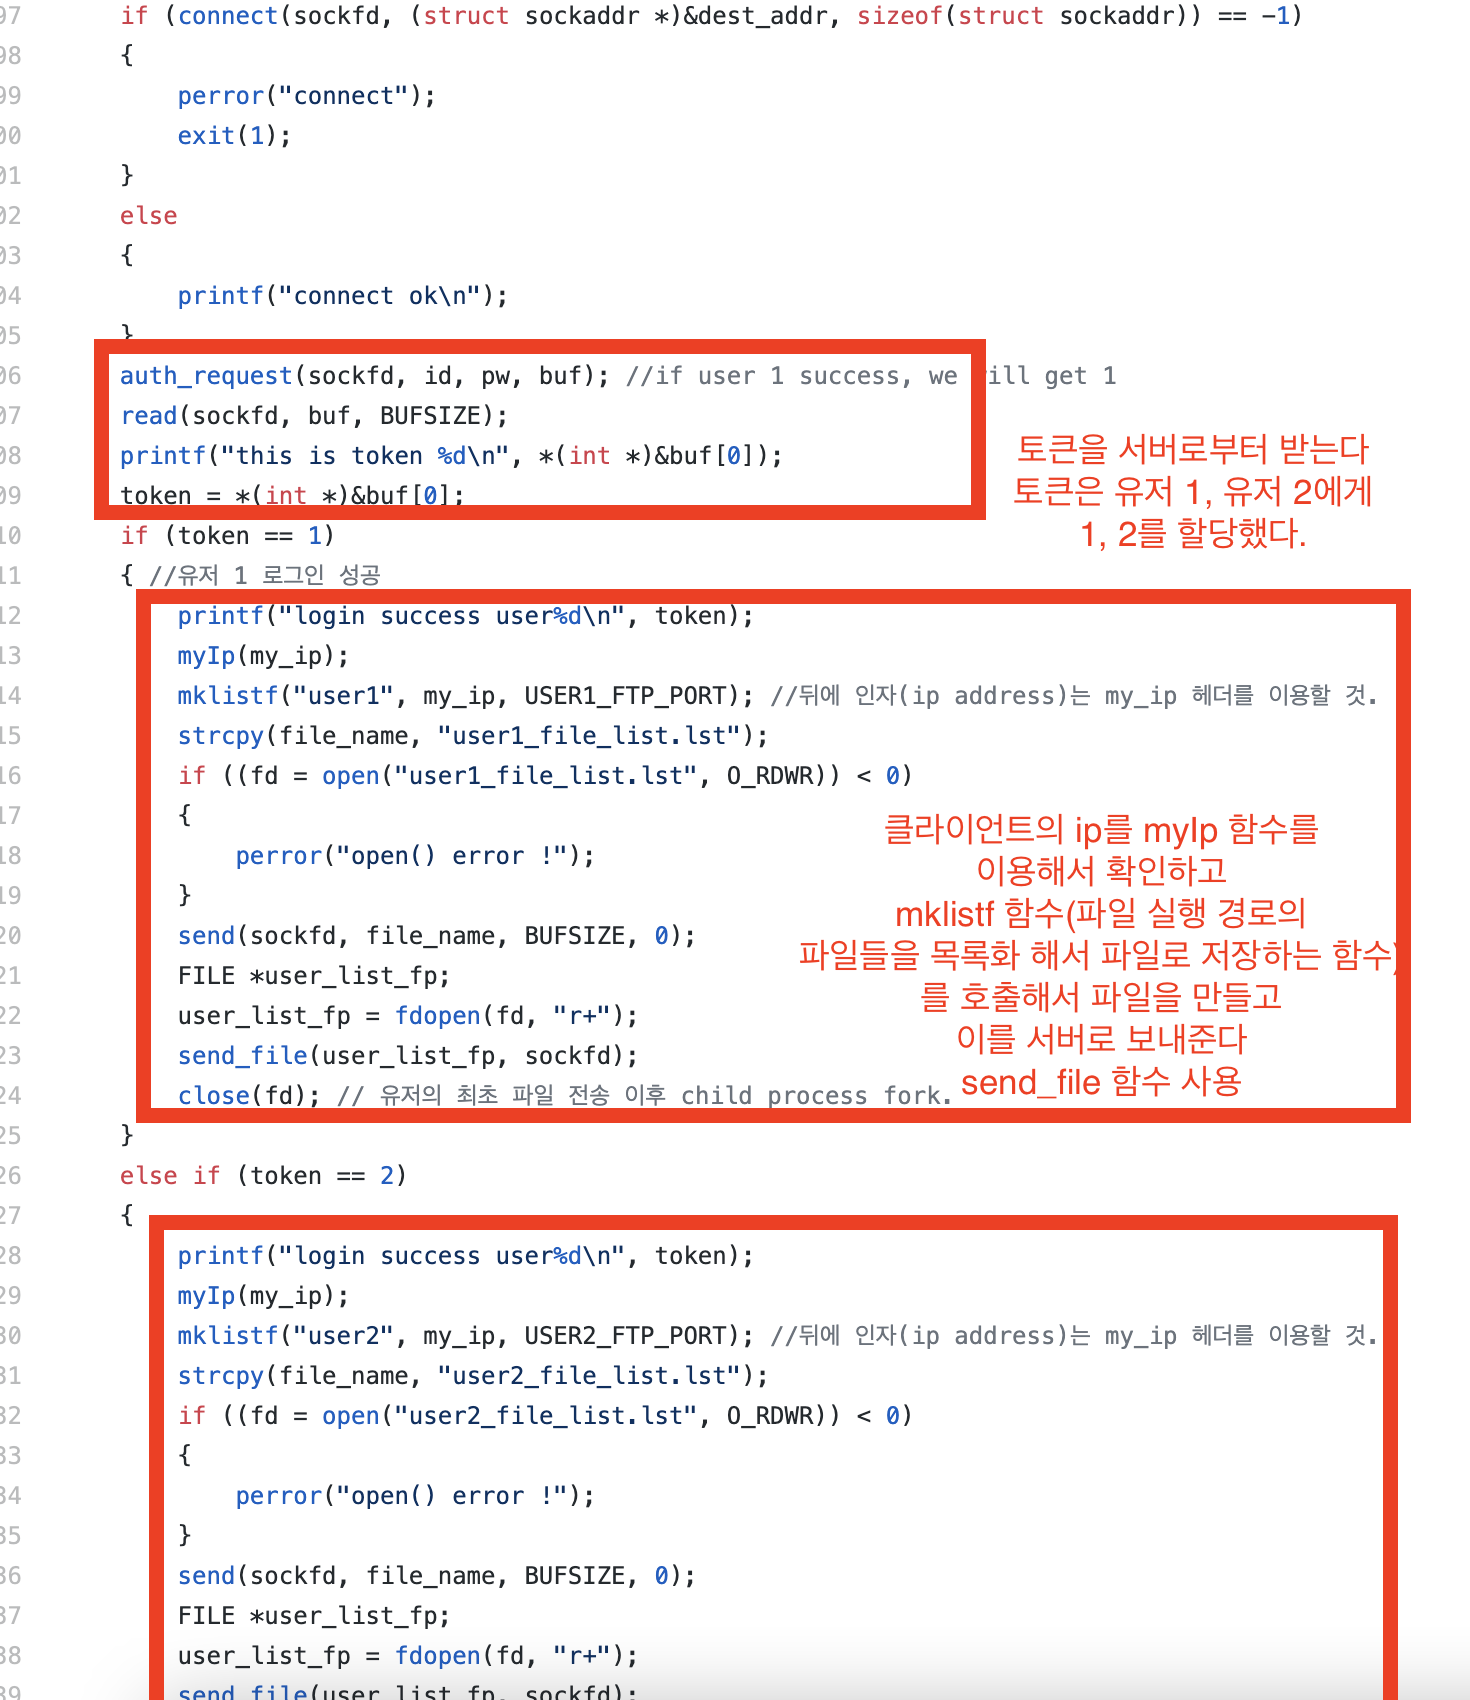 97 if (connect(sockfd, (struct sockaddr *)&dest_addr, sizeof(struct sockaddr)) == -1)
98 {
99 perror("connect");
00 exit(1);
01 }
02 else
03 {
04 printf("connect ok\n");
05 }
06 auth_request(sockfd, id, pw, buf); //if user 1 success, we will get 1
07 read(sockfd, buf, BUFSIZE);
08 printf("this is token %d\n", *(int *)&buf[0]);
09 token = *(int *)&buf[0];
토큰을 서버로부터 받는다
토큰은 유저 1, 유저 2에게
1, 2를 할당했다.
10 if (token == 1)
11 { //유저 1 로그인 성공
12 printf("login success user%d\n", token);
13 myIp(my_ip);
14 mklistf("user1", my_ip, USER1_FTP_PORT); //뒤에 인자(ip address)는 my_ip 헤더를 이용할 것.
15 strcpy(file_name, "user1_file_list.lst");
16 if ((fd = open("user1_file_list.lst", O_RDWR)) < 0)
17 {
18 perror("open() error !");
19 }
20 send(sockfd, file_name, BUFSIZE, 0);
21 FILE *user_list_fp;
22 user_list_fp = fdopen(fd, "r+");
23 send_file(user_list_fp, sockfd);
24 close(fd); // 유저의 최초 파일 전송 이후 child process fork.
클라이언트의 ip를 myIp 함수를
이용해서 확인하고
mklistf 함수(파일 실행 경로의
파일들을 목록화 해서 파일로 저장하는 함수)
를 호출해서 파일을 만들고
이를 서버로 보내준다
send_file 함수 사용
25 }
26 else if (token == 2)
27 {
28 printf("login success user%d\n", token);
29 myIp(my_ip);
30 mklistf("user2", my_ip, USER2_FTP_PORT); //뒤에 인자(ip address)는 my_ip 헤더를 이용할 것.
31 strcpy(file_name, "user2_file_list.lst");
32 if ((fd = open("user2_file_list.lst", O_RDWR)) < 0)
33 {
34 perror("open() error !");
35 }
36 send(sockfd, file_name, BUFSIZE, 0);
37 FILE *user_list_fp;
38 user_list_fp = fdopen(fd, "r+");
39 send_file(user_list_fp, sockfd);